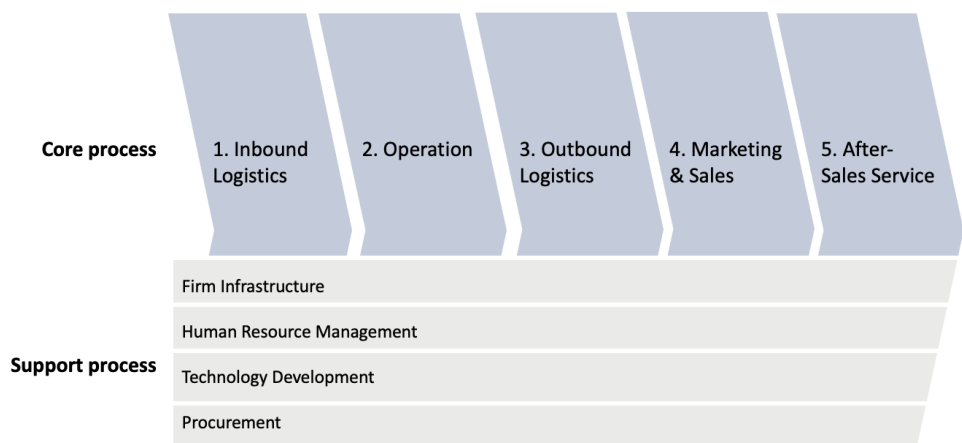 Core process
1. Inbound
Logistics
2. Operation
3. Outbound
Logistics
4. Marketing
& Sales
5. After-
Sales Service
Support process
Firm Infrastructure
Human Resource Management
Technology Development
Procurement